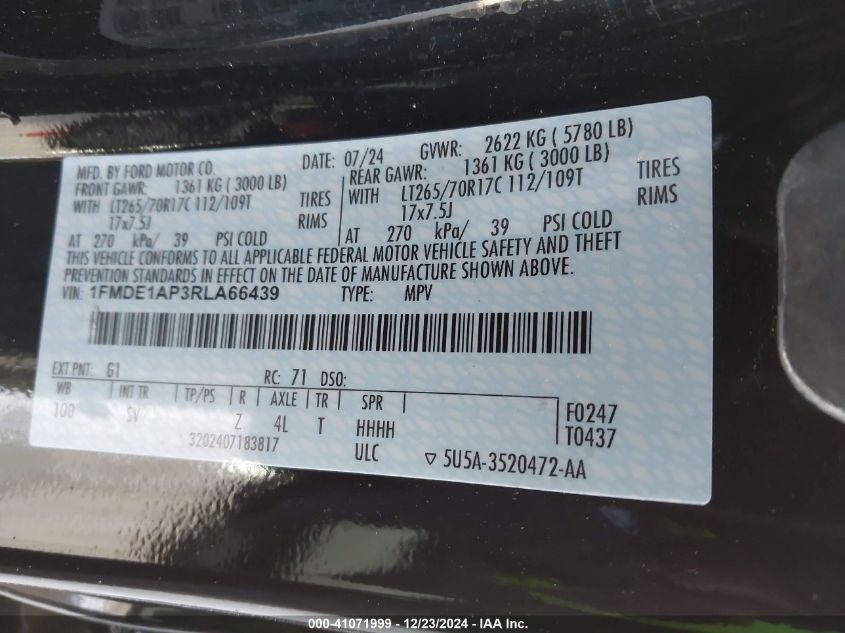 MFD. BY FORD MOTOR CO.
DATE: 07/24 GVWR: 2622 KG ( 5780 LB)
FRONT GAWR: 1361 KG ( 3000 LB)
WITH LT265/70R17C 112/109T TIRES
17x7.5J RIMS
AT 270 kPa/ 39 PSI COLD
REAR GAWR: 1361 KG ( 3000 LB)
WITH LT265/70R17C 112/109T TIRES
17x7.5J RIMS
AT 270 kPa/ 39 PSI COLD
THIS VEHICLE CONFORMS TO ALL APPLICABLE FEDERAL MOTOR VEHICLE SAFETY AND THEFT
PREVENTION STANDARDS IN EFFECT ON THE DATE OF MANUFACTURE SHOWN ABOVE.
VIN: 1FMDE1AP3RLA66439 TYPE: MPV
EXT PNT: G1 RC: 71 DSO:
WB INT TR TP/PS R AXLE TR SPR
100 SV Z 4L T HHHH
F0247
T0437
3202407183817 ULC
5U5A-3520472-AA
000-41071999 - 12/23/2024 - IAA Inc.